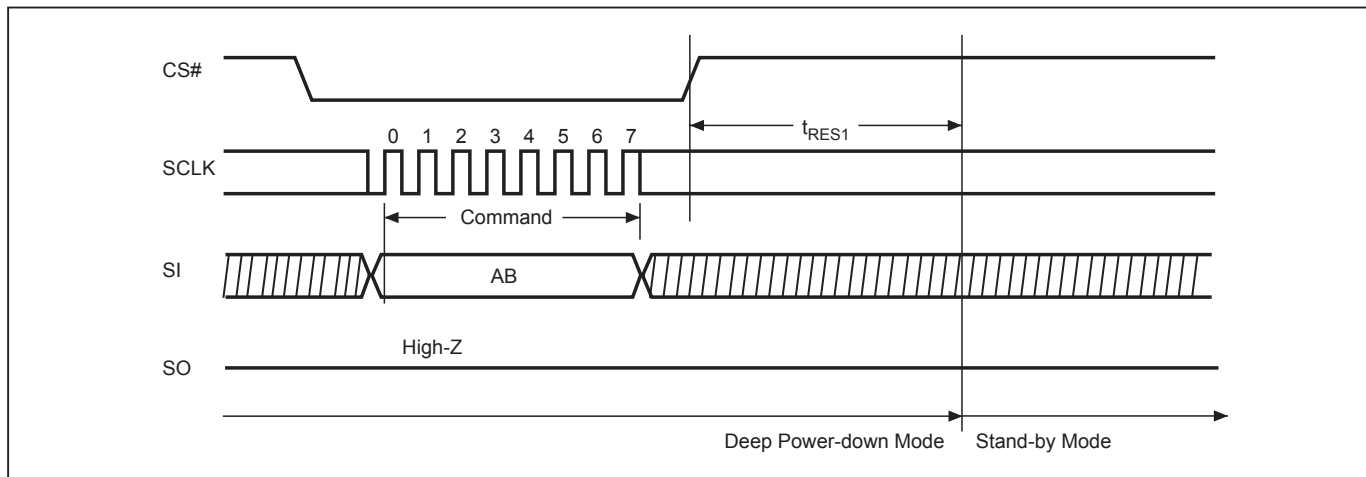 CS#
tRES1
0 1 2 3 4 5 6 7
SCLK
Command
SI
AB
High-Z
SO
Deep Power-down Mode Stand-by Mode